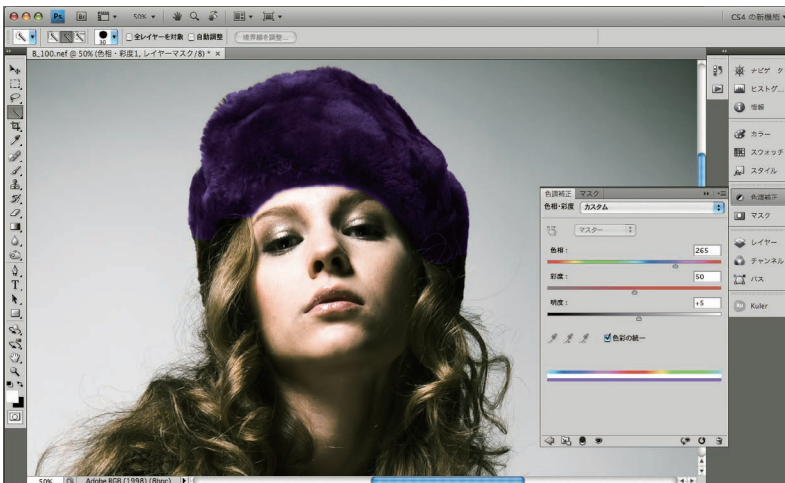 Ps Br 50% CS4 の新機能
30 全レイヤーを対象 自動調整 境界線を調整...
8_100.nef @ 50% (色相・彩度1, レイヤーマスク/8) * ×
ナビゲータ
ヒストグ...
情報
カラー
スウォッチ
スタイル
色調補正
マスク
レイヤー
チャンネル
パス
Kuler
色調補正 マスク
色相・彩度 カスタム
マスター
色相 : 265
彩度 : 50
明度 : +5
色彩の統一
50% Adobe RGB (1998) (8bpc)